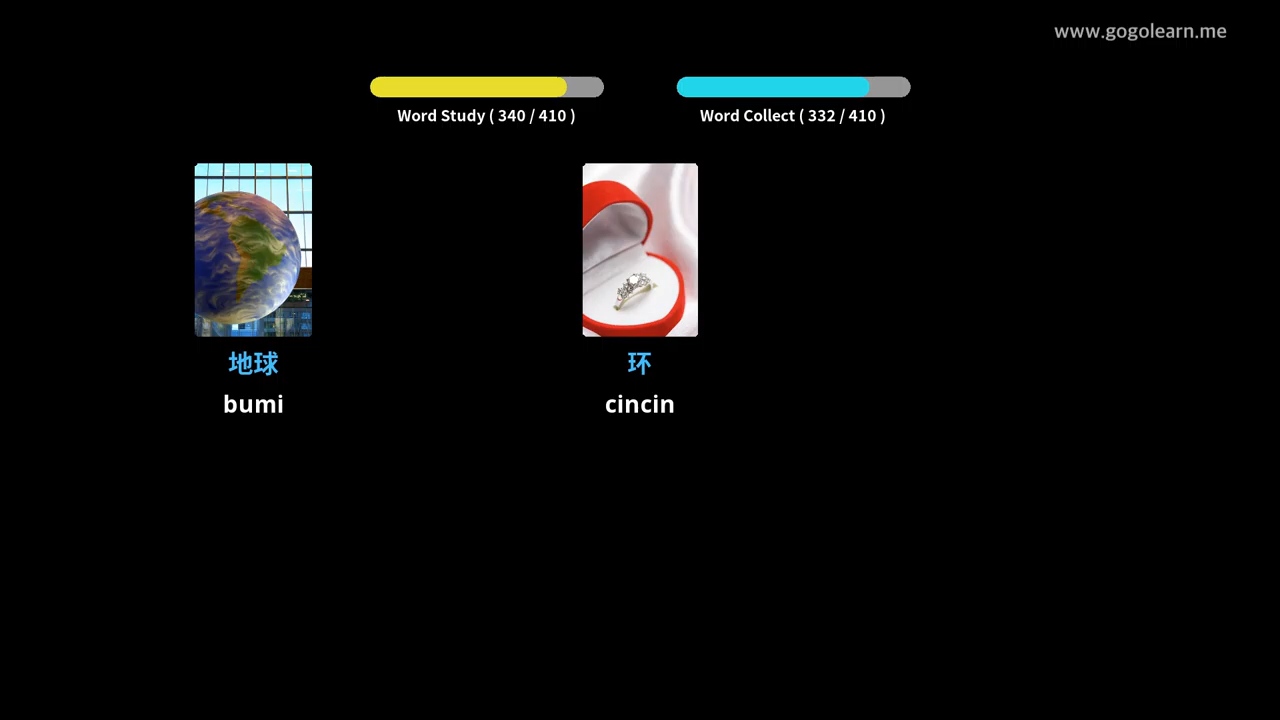 www.gogolearn.me
Word Study ( 340 / 410 )
Word Collect ( 332 / 410 )
地球
环
bumi
cincin